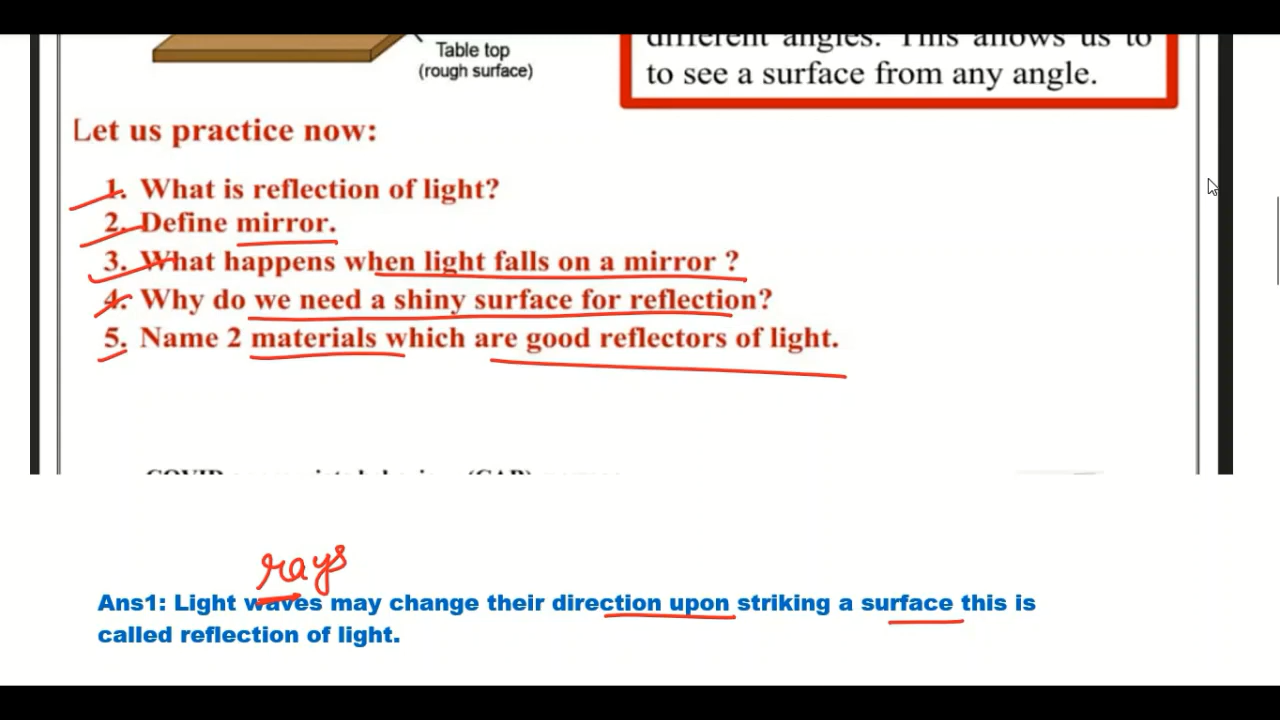 Table top
(rough surface)
different angles. This allows us to
to see a surface from any angle.
Let us practice now:
1. What is reflection of light?
2. Define mirror.
3. What happens when light falls on a mirror ?
4. Why do we need a shiny surface for reflection?
5. Name 2 materials which are good reflectors of light.
rays
Ans1: Light waves may change their direction upon striking a surface this is
called reflection of light.